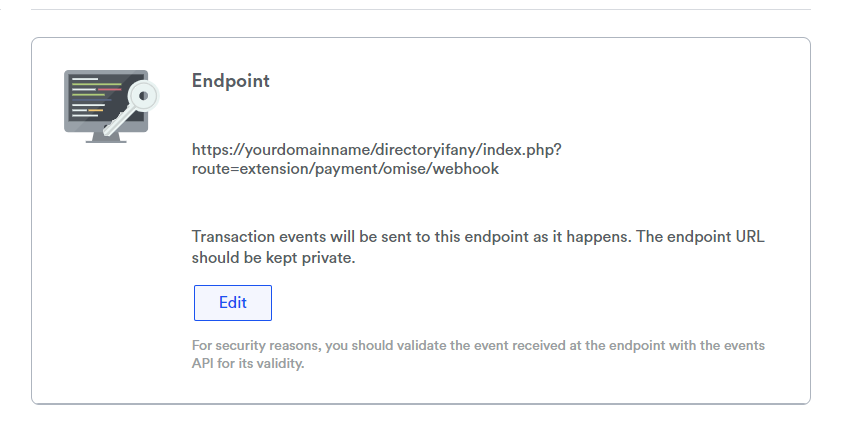 Endpoint
https://yourdomainname/directoryifany/index.php?
route=extension/payment/omise/webhook
Transaction events will be sent to this endpoint as it happens. The endpoint URL
should be kept private.
Edit
For security reasons, you should validate the event received at the endpoint with the events
API for its validity.